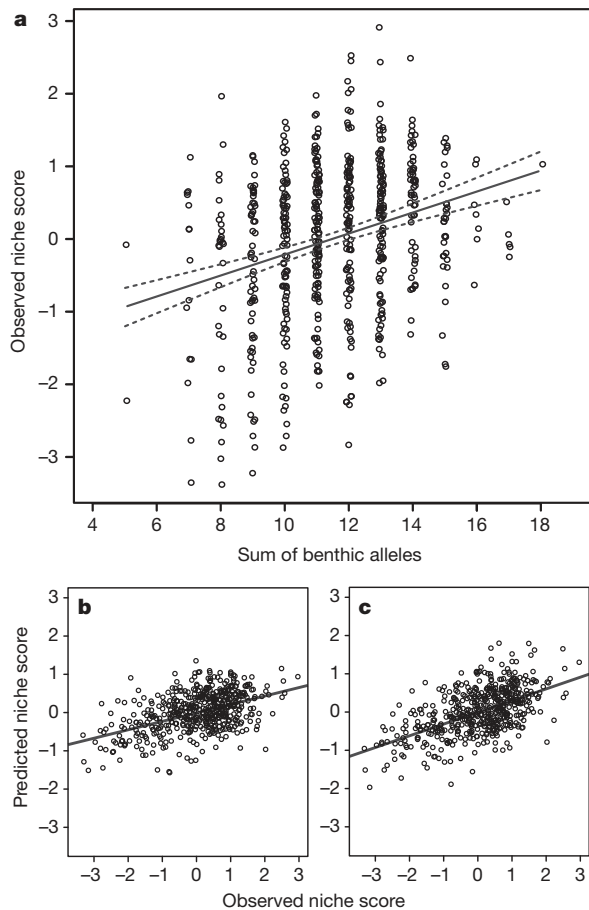 a
3
2
1
0
−1
−2
−3
Observed niche score
4 6 8 10 12 14 16 18
Sum of benthic alleles
b
3
2
1
0
−1
−2
−3
Predicted niche score
−3 −2 −1 0 1 2 3
c
3
2
1
0
−1
−2
−3
−3 −2 −1 0 1 2 3
Observed niche score